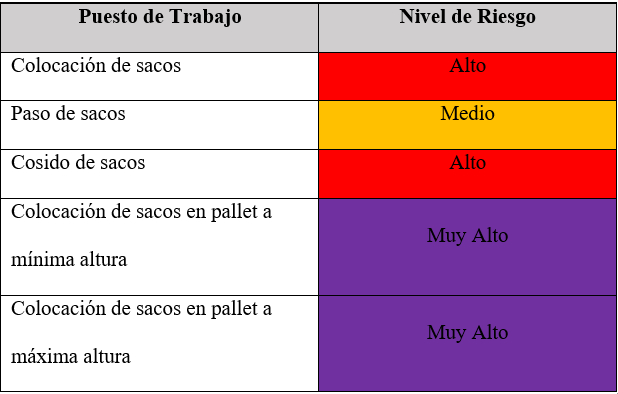 Puesto de Trabajo Nivel de Riesgo
Colocación de sacos Alto
Paso de sacos Medio
Cosido de sacos Alto
Colocación de sacos en pallet a
mínima altura
Muy Alto
Colocación de sacos en pallet a
máxima altura
Muy Alto